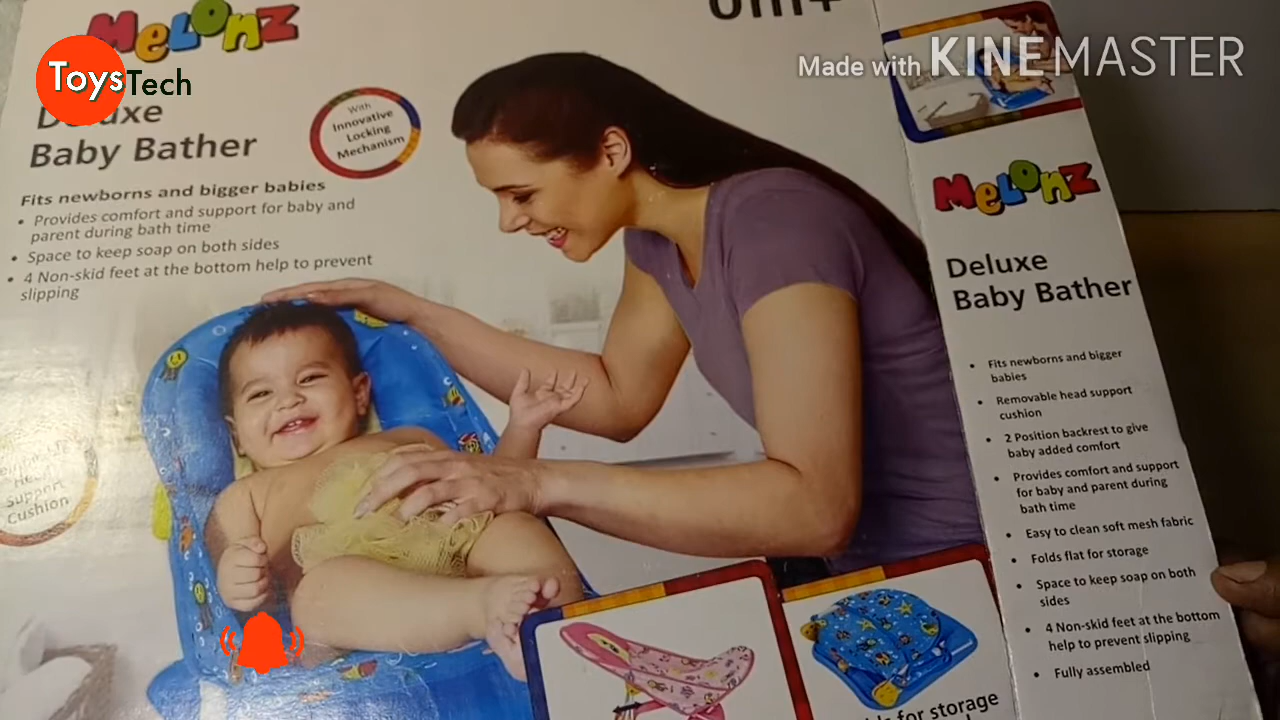 MeLonz
0m+
Made with KINEMASTER
ToysTech
Deluxe
Baby Bather
With
Innovative
Locking
Mechanism
Fits newborns and bigger babies
• Provides comfort and support for baby and
parent during bath time
• Space to keep soap on both sides
• 4 Non-skid feet at the bottom help to prevent
slipping
Support
Cushion
for storage
MeLonz
Deluxe
Baby Bather
• Fits newborns and bigger
babies
• Removable head support
cushion
• 2 Position backrest to give
baby added comfort
• Provides comfort and support
for baby and parent during
bath time
• Easy to clean soft mesh fabric
• Folds flat for storage
• Space to keep soap on both
sides
• 4 Non-skid feet at the bottom
help to prevent slipping
• Fully assembled